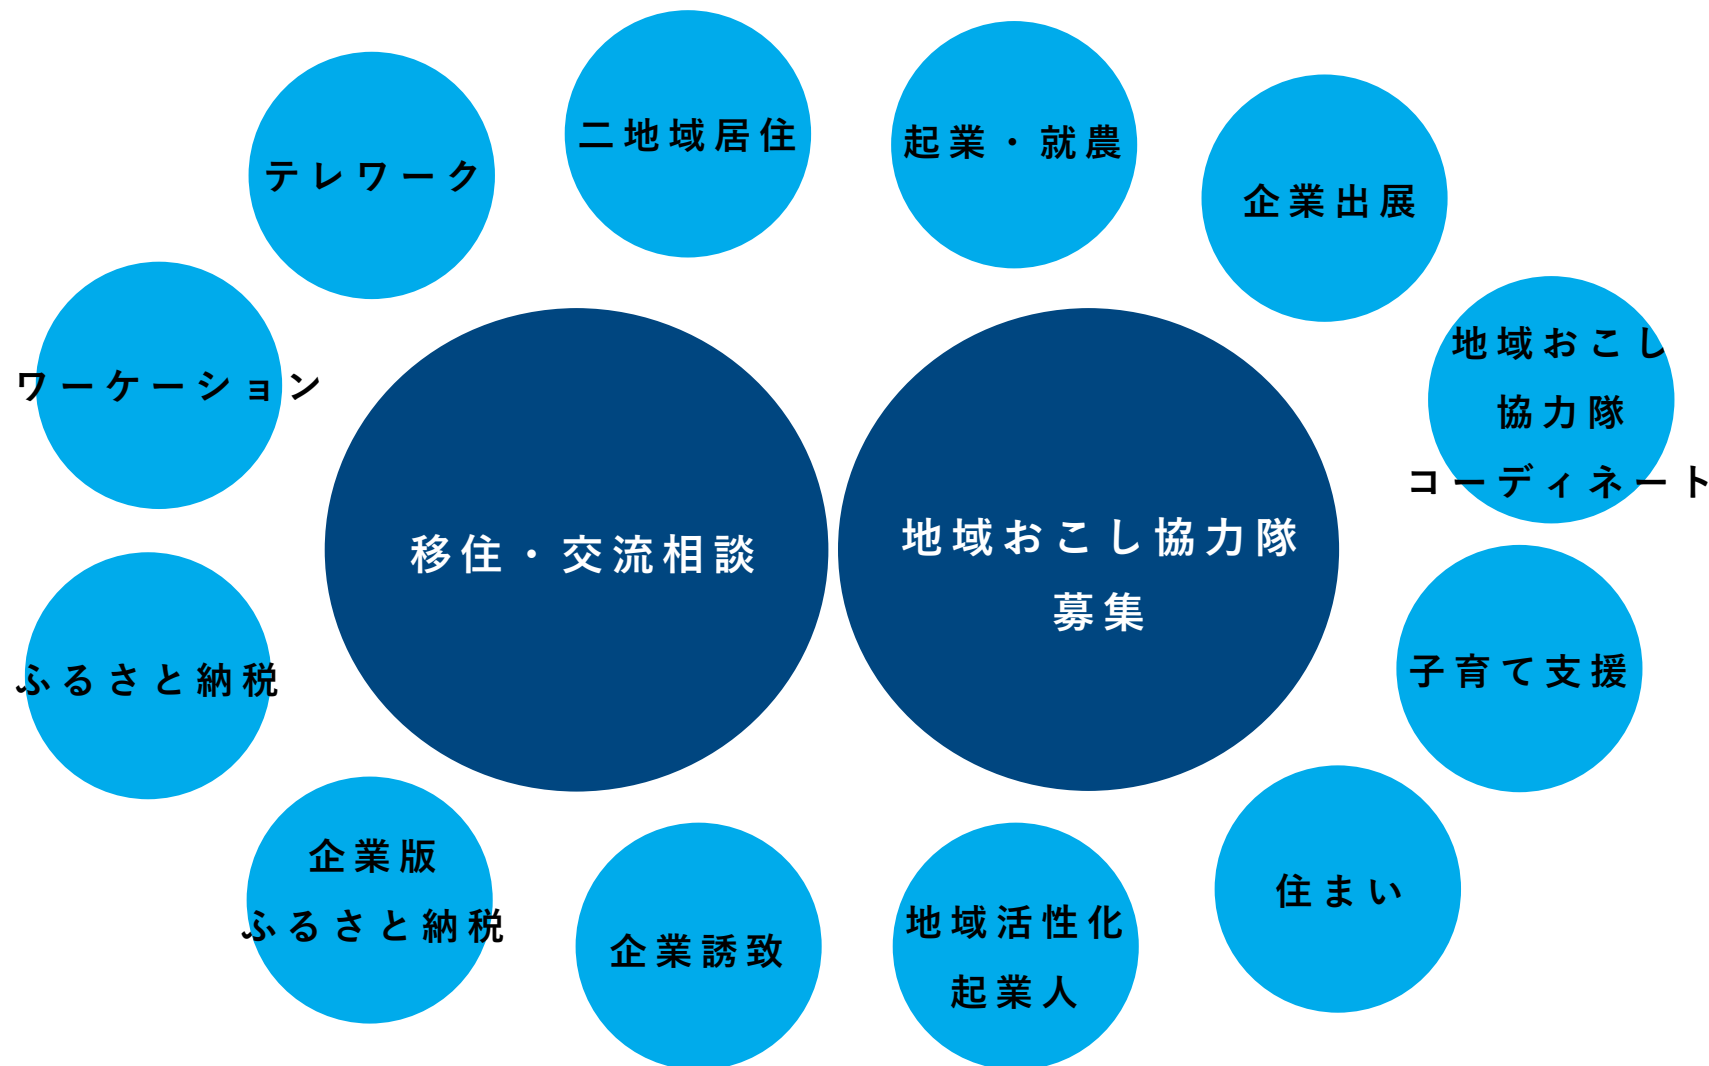 二地域居住
起業・就農
テレワーク
企業出展
地域おこし
協力隊
コーディネート
ワーケーション
移住・交流相談
地域おこし協力隊
募集
ふるさと納税
子育て支援
企業版
ふるさと納税
住まい
企業誘致
地域活性化
起業人